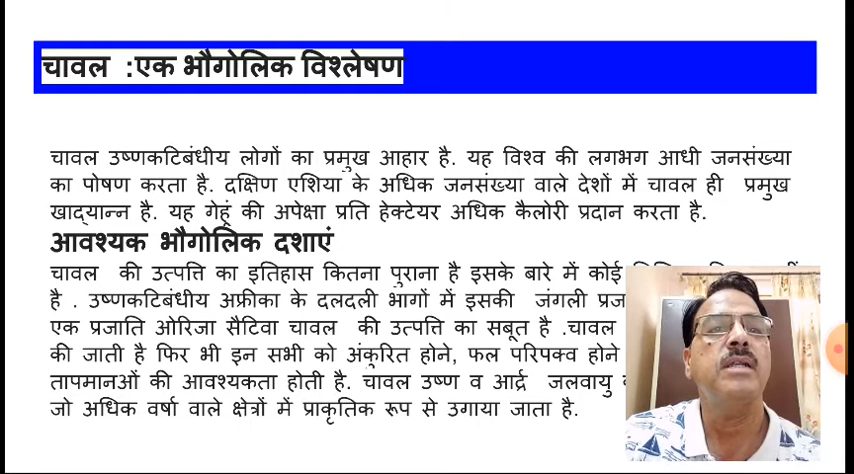 चावल :एक भौगोलिक विश्लेषण
चावल उष्णकटिबंधीय लोगों का प्रमुख आहार है. यह विश्व की लगभग आधी जनसंख्या
का पोषण करता है. दक्षिण एशिया के अधिक जनसंख्या वाले देशों में चावल ही प्रमुख
खाद्यान्न है. यह गेहूं की अपेक्षा प्रति हेक्टेयर अधिक कैलोरी प्रदान करता है.
आवश्यक भौगोलिक दशाएं
चावल की उत्पत्ति का इतिहास कितना पुराना है इसके बारे में कोई
है . उष्णकटिबंधीय अफ्रीका के दलदली भागों में इसकी जंगली
एक प्रजाति ओरिजा सैटिवा चावल की उत्पत्ति का सबूत है .चावल
की जाती है फिर भी इन सभी को अंकुरित होने, फल परिपक्व होने
तापमानओं की आवश्यकता होती है. चावल उष्ण व आर्द्र जलवायु
जो अधिक वर्षा वाले क्षेत्रों में प्राकृतिक रूप से उगाया जाता है.